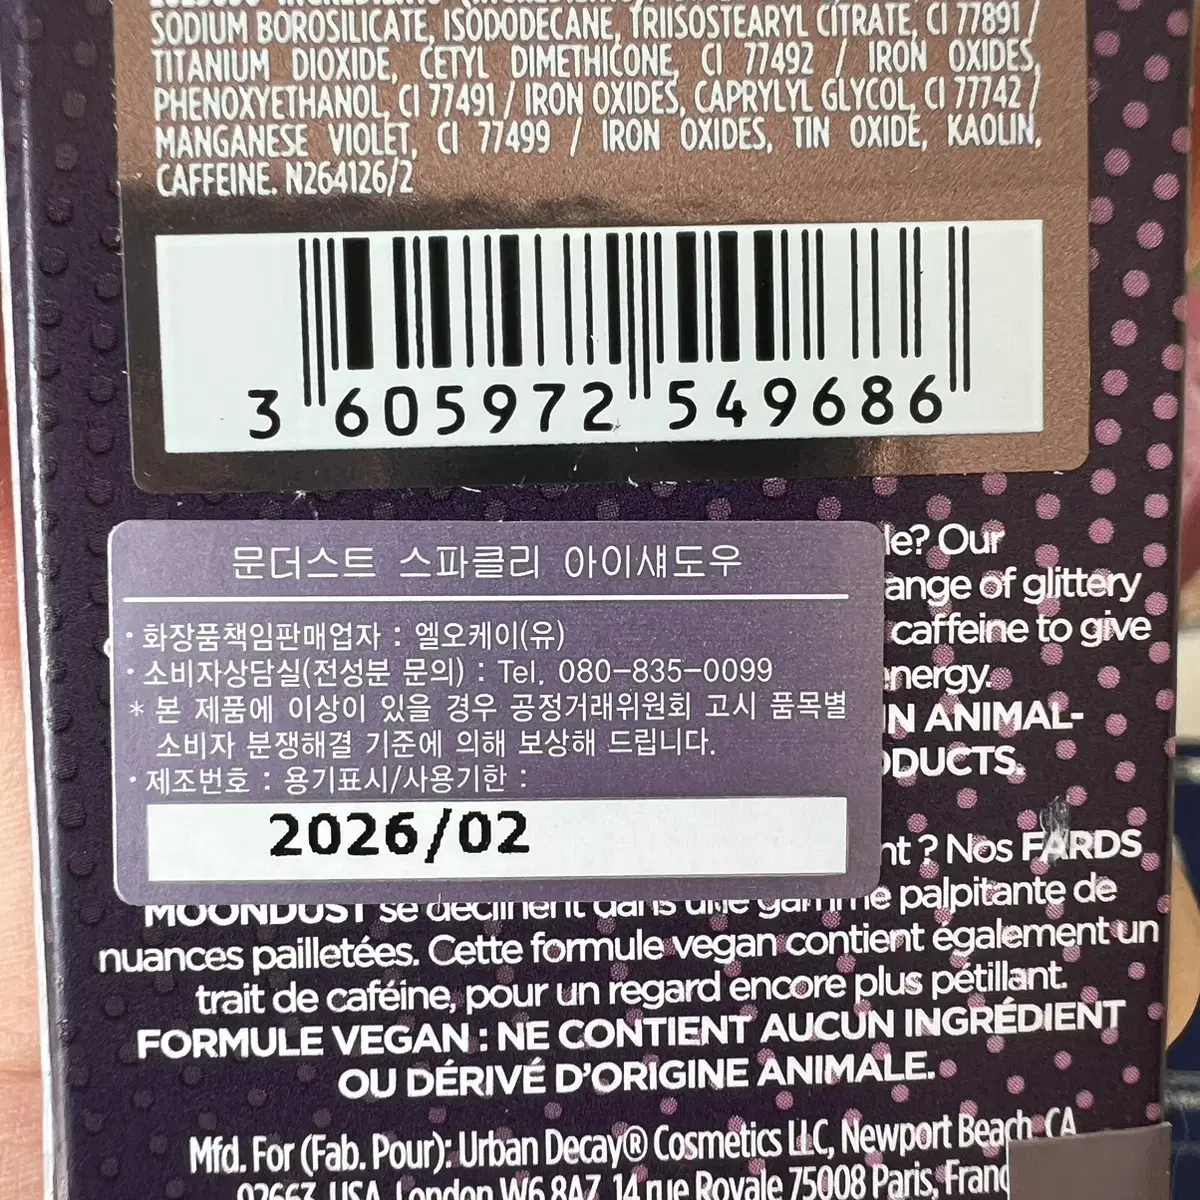 SODIUM BOROSILICATE, ISODODECANE, TRIISOSTEARYL CITRATE, CI 77891 /
TITANIUM DIOXIDE, CETYL DIMETHICONE, CI 77492 / IRON OXIDES,
PHENOXYETHANOL, CI 77491 / IRON OXIDES, CAPRYLYL GLYCOL, CI 77742 /
MANGANESE VIOLET, CI 77499 / IRON OXIDES, TIN OXIDE, KAOLIN,
CAFFEINE. N264126/2
3 605972 549686
문더스트 스파클리 아이섀도우
· 화장품책임판매업자 : 엘오케이(유)
· 소비자상담실(전성분 문의) : Tel. 080-835-0099
* 본 제품에 이상이 있을 경우 공정거래위원회 고시 품목별
소비자 분쟁해결 기준에 의해 보상해 드립니다.
· 제조번호 : 용기표시/사용기한 :
2026/02
le? Our
ange of glittery
caffeine to give
nergy.
IN ANIMAL-
ODUCTS.
nt ? Nos FARDS
MOONDUST se déclinent dans une gamme palpitante de
nuances pailletées. Cette formule vegan contient également un
trait de caféine, pour un regard encore plus pétillant.
FORMULE VEGAN : NE CONTIENT AUCUN INGRÉDIENT
OU DÉRIVÉ D'ORIGINE ANIMALE.
Mfd. For (Fab. Pour): Urban Decay® Cosmetics LLC, Newport Beach, CA
92663, USA, London W6 8AZ, 14 rue Royale 75008 Paris, Franc